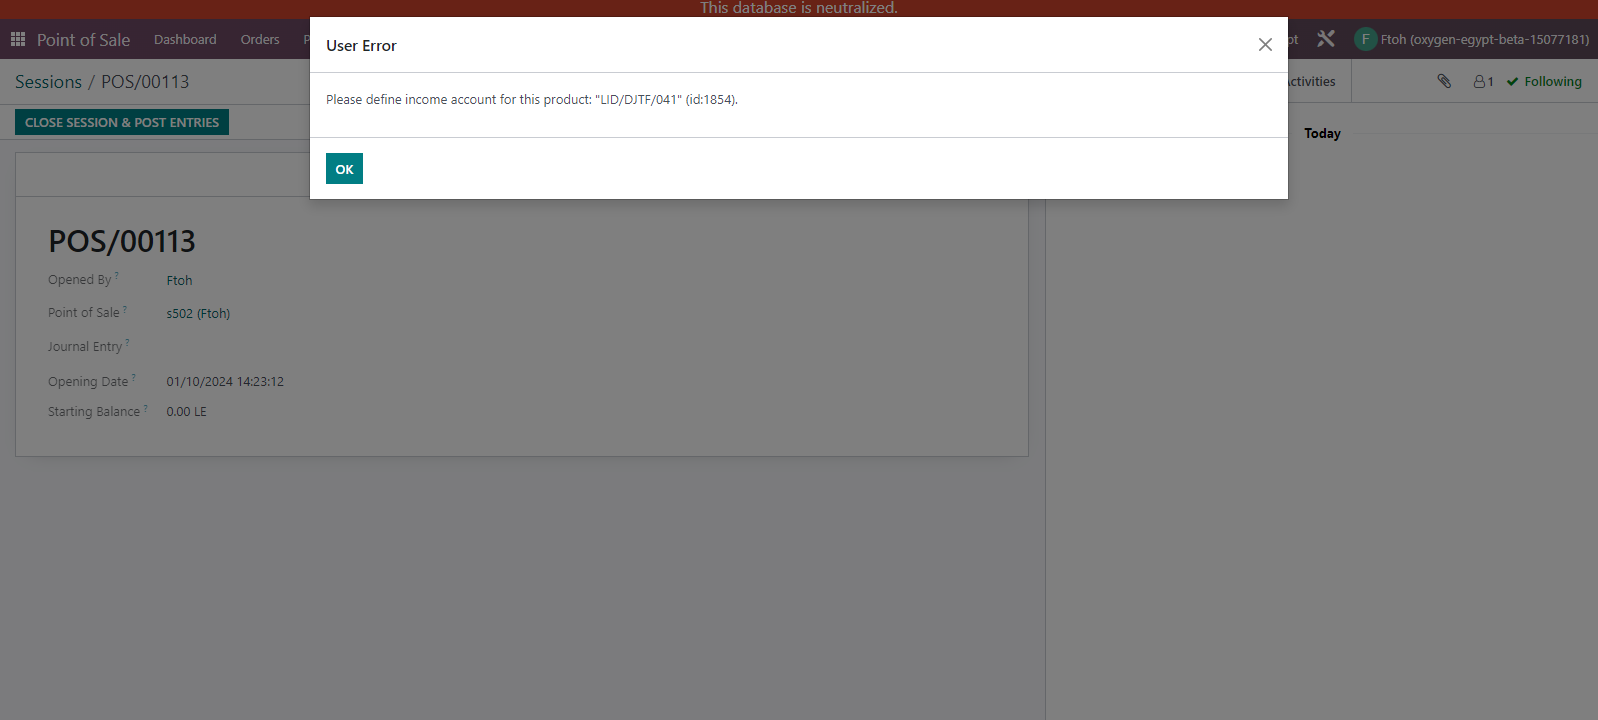 This database is neutralized.
Point of Sale Dashboard Orders P
pt
F Ftoh (oxygen-egypt-beta-15077181)
User Error
Sessions / POS/00113
ctivities
1 Following
Please define income account for this product: "LID/DJTF/041" (id:1854).
CLOSE SESSION & POST ENTRIES
Today
OK
POS/00113
Opened By ? Ftoh
Point of Sale ? s502 (Ftoh)
Journal Entry ?
Opening Date ? 01/10/2024 14:23:12
Starting Balance ? 0.00 LE